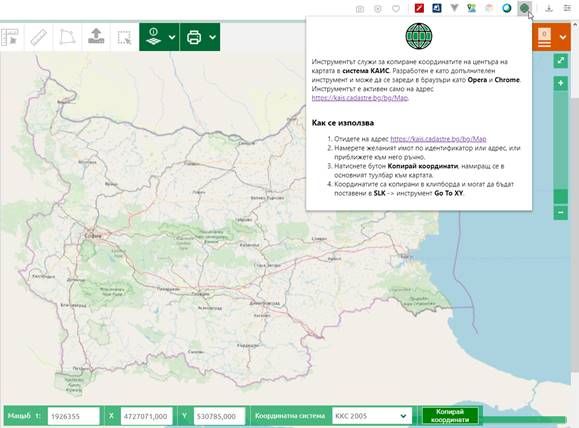 0
Инструментът служи за копиране координатите на центъра на
картата в система КАИС. Разработен е като допълнителен
инструмент и може да се зареди в браузъри като Opera и Chrome.
Инструментът е активен само на адрес
https://kais.cadastre.bg/bg/Map.
Как се използва
1. Отидете на адрес https://kais.cadastre.bg/bg/Map
2. Намерете желаният имот по идентификатор или адрес, или
приближете към него ръчно.
3. Натиснете бутон Копирай координати, намиращ се в
основният тулбар към картата.
4. Координатите са копирани в клипборда и могат да бъдат
поставени в SLK -> инструмент Go To XY.
София
Мащаб 1: 1926355 X 4727071,000 Y 530785,000 Координатна система ККС 2005 Копирай
координати